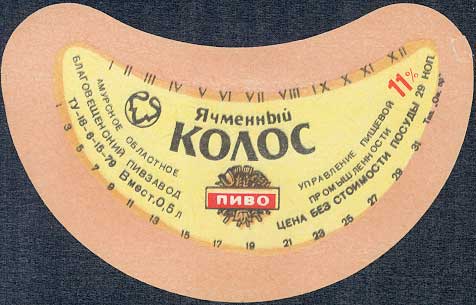 I II III IV V VI VII VIII IX X XI XII
Ячменный
КОЛОС
ПИВО
11%
АМУРСКОЕ ОБЛАСТНОЕ
БЛАГОВЕЩЕНСКИЙ ПИВЗАВОД
ТУ-18-6-15-79
Вмест.0,5 л
УПРАВЛЕНИЕ ПИЩЕВОЙ
ПРОМЫШЛЕННОСТИ
ЦЕНА БЕЗ СТОИМОСТИ ПОСУДЫ 29 КОП.
1 3 5 7 9 11 13 15 17 19 21 23 25 27 29 31